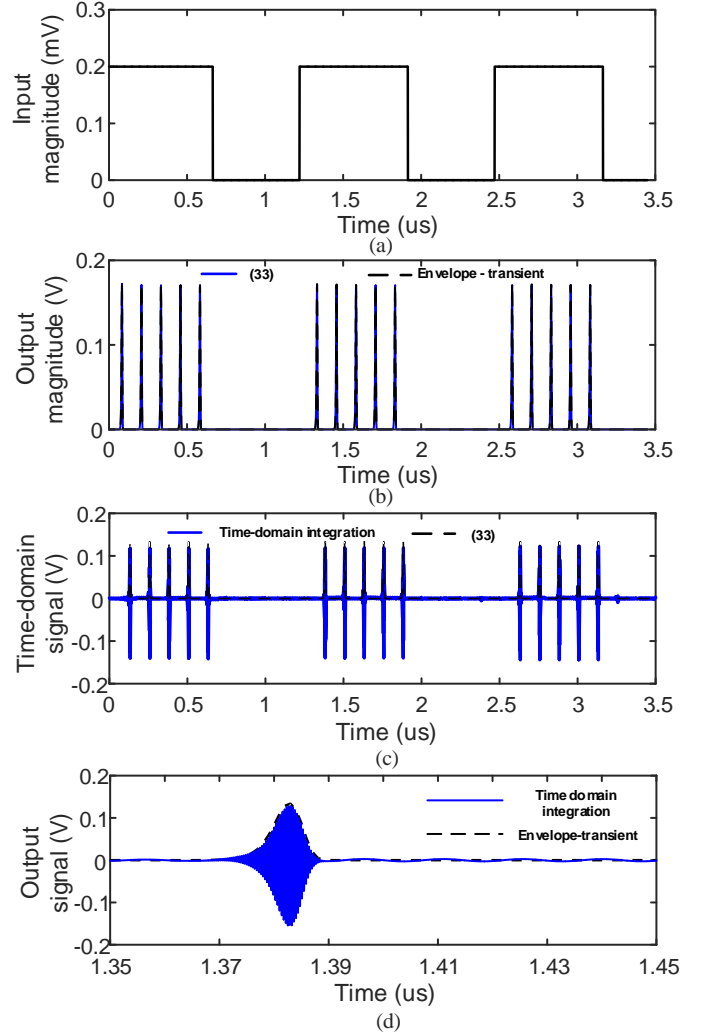 0.3
0.2
0.1
0
Input
magnitude (mV)
0 0.5 1 1.5 2 2.5 3 3.5
Time (us)
(a)
0.2
0.1
0
Output
magnitude (V)
(33) Envelope - transient
0 0.5 1 1.5 2 2.5 3 3.5
Time (us)
(b)
0.2
0.1
0
-0.1
-0.2
Time-domain
signal (V)
Time-domain integration (33)
0 0.5 1 1.5 2 2.5 3 3.5
Time (us)
(c)
0.2
0.1
0
-0.1
-0.2
Output
signal (V)
Time domain
integration
Envelope-transient
1.35 1.37 1.39 1.41 1.43 1.45
Time (us)
(d)